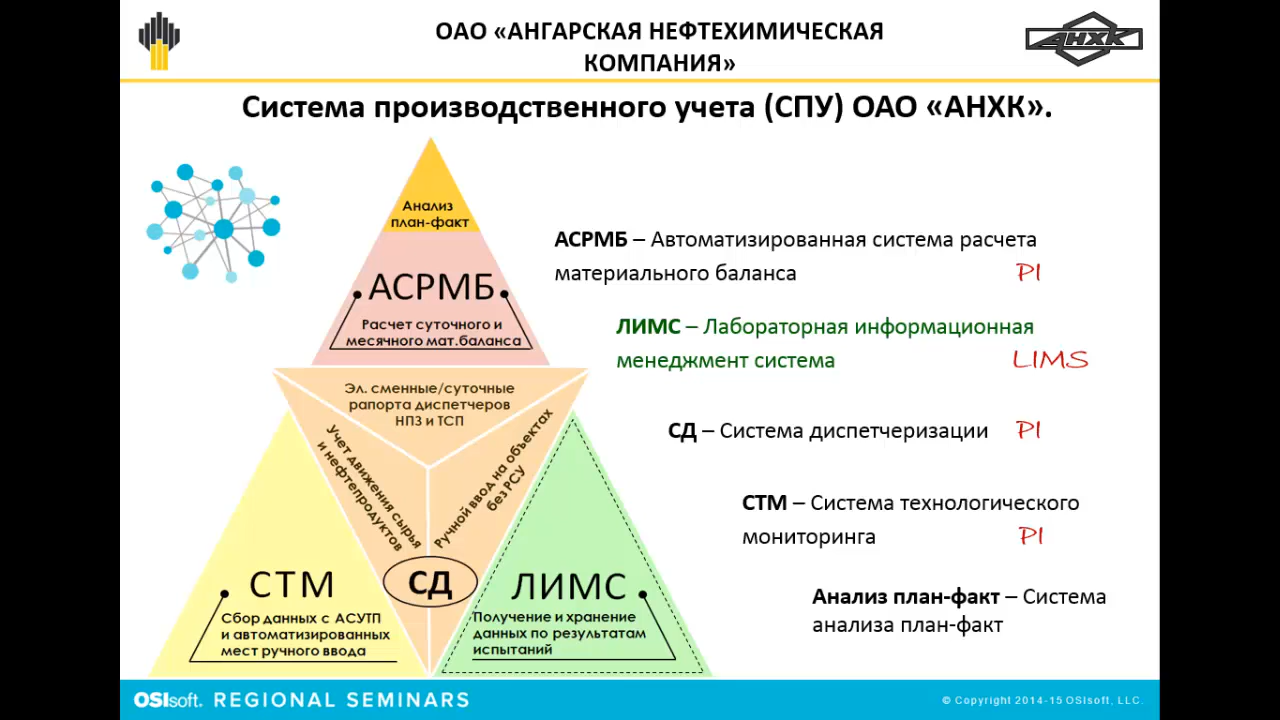 ОАО «АНГАРСКАЯ НЕФТЕХИМИЧЕСКАЯ
КОМПАНИЯ»
АНХК
Система производственного учета (СПУ) ОАО «АНХК».
Анализ
план-факт
АСРМБ
Расчет суточного и
месячного мат.баланса
Эл. сменные/суточные
рапорта диспетчеров
НПЗ и ТСП
Учет движения сырья
и нефтепродуктов
Ручной ввод на объектах
без РСУ
СД
СТМ
Сбор данных с АСУТП
и автоматизированных
мест ручного ввода
ЛИМС
Получение и хранение
данных по результатам
испытаний
АСРМБ – Автоматизированная система расчета
материального баланса PI
ЛИМС – Лабораторная информационная
менеджмент система LIMS
СД – Система диспетчеризации PI
СТМ – Система технологического
мониторинга PI
Анализ план-факт – Система
анализа план-факт
OSIsoft. REGIONAL SEMINARS
© Copyright 2014-15 OSIsoft, LLC.